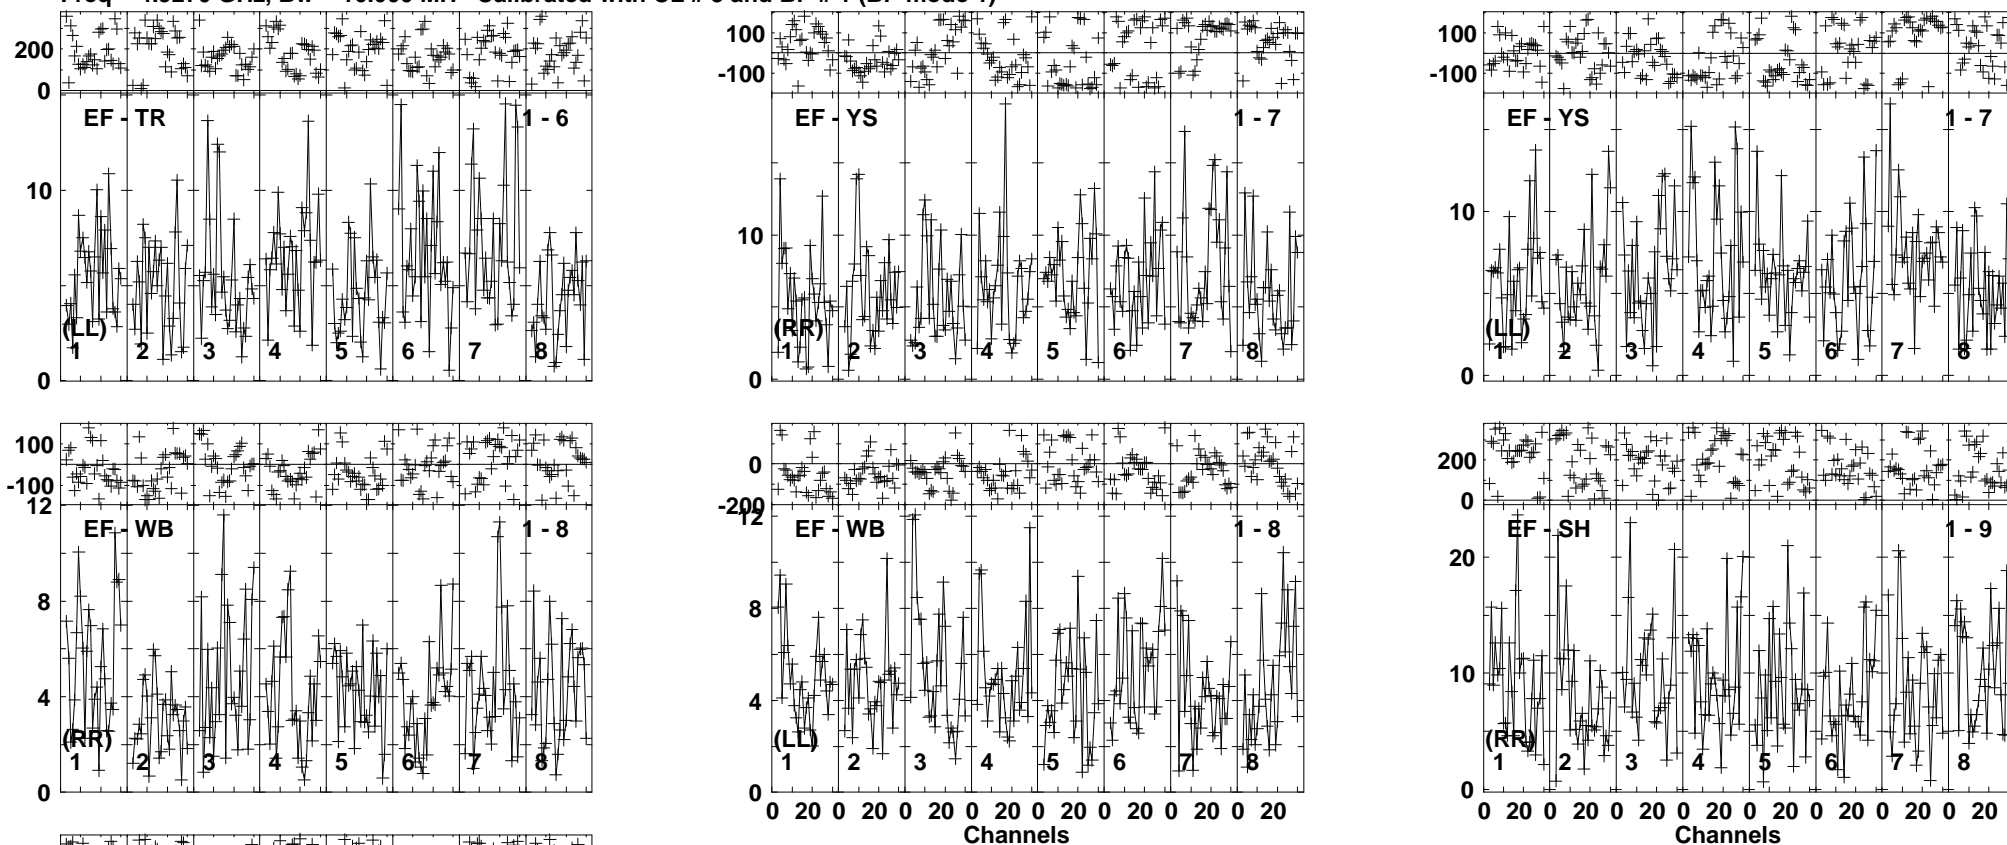 200
0
EF - TR
1 - 6
10
(LL)
1 2 3 4 5 6 7 8
0
100
-100
EF - YS
1 - 7
10
(RR)
1 2 3 4 5 6 7 8
0
100
-100
EF - YS
1 - 7
10
(LL)
1 2 3 4 5 6 7 8
0
100
-100
12
EF - WB
1 - 8
8
4
(RR)
1 2 3 4 5 6 7 8
0
0
-200
12
EF - WB
1 - 8
8
4
(LL)
1 2 3 4 5 6 7 8
0
0 20 0 20 0 20 0 20 0 20 0 20 0 20 0 20
Channels
200
0
EF - SH
1 - 9
20
10
(RR)
1 2 3 4 5 6 7 8
0
0 20 0 20 0 20 0 20 0 20 0 20 0 20 0 20
Channels